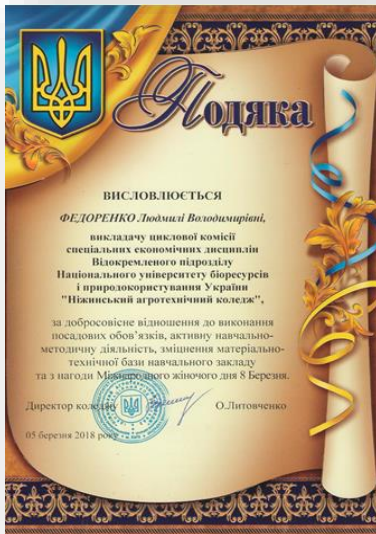 Подяка
ВИСЛОВЛЮЄТЬСЯ
ФЕДОРЕНКО Людмилі Володимирівні,
викладачу циклової комісії
спеціальних економічних дисциплін
Відокремленого підрозділу
Національного університету біоресурсів
і природокористування України
"Ніжинський агротехнічний коледж",
за добросовісне відношення до виконання
посадових обов’язків, активну навчально-
методичну діяльність, зміцнення матеріально-
технічної бази навчального закладу
та з нагоди Міжнародного жіночого дня 8 Березня.
Директор коледжу О.Литовченко
05 березня 2018 року